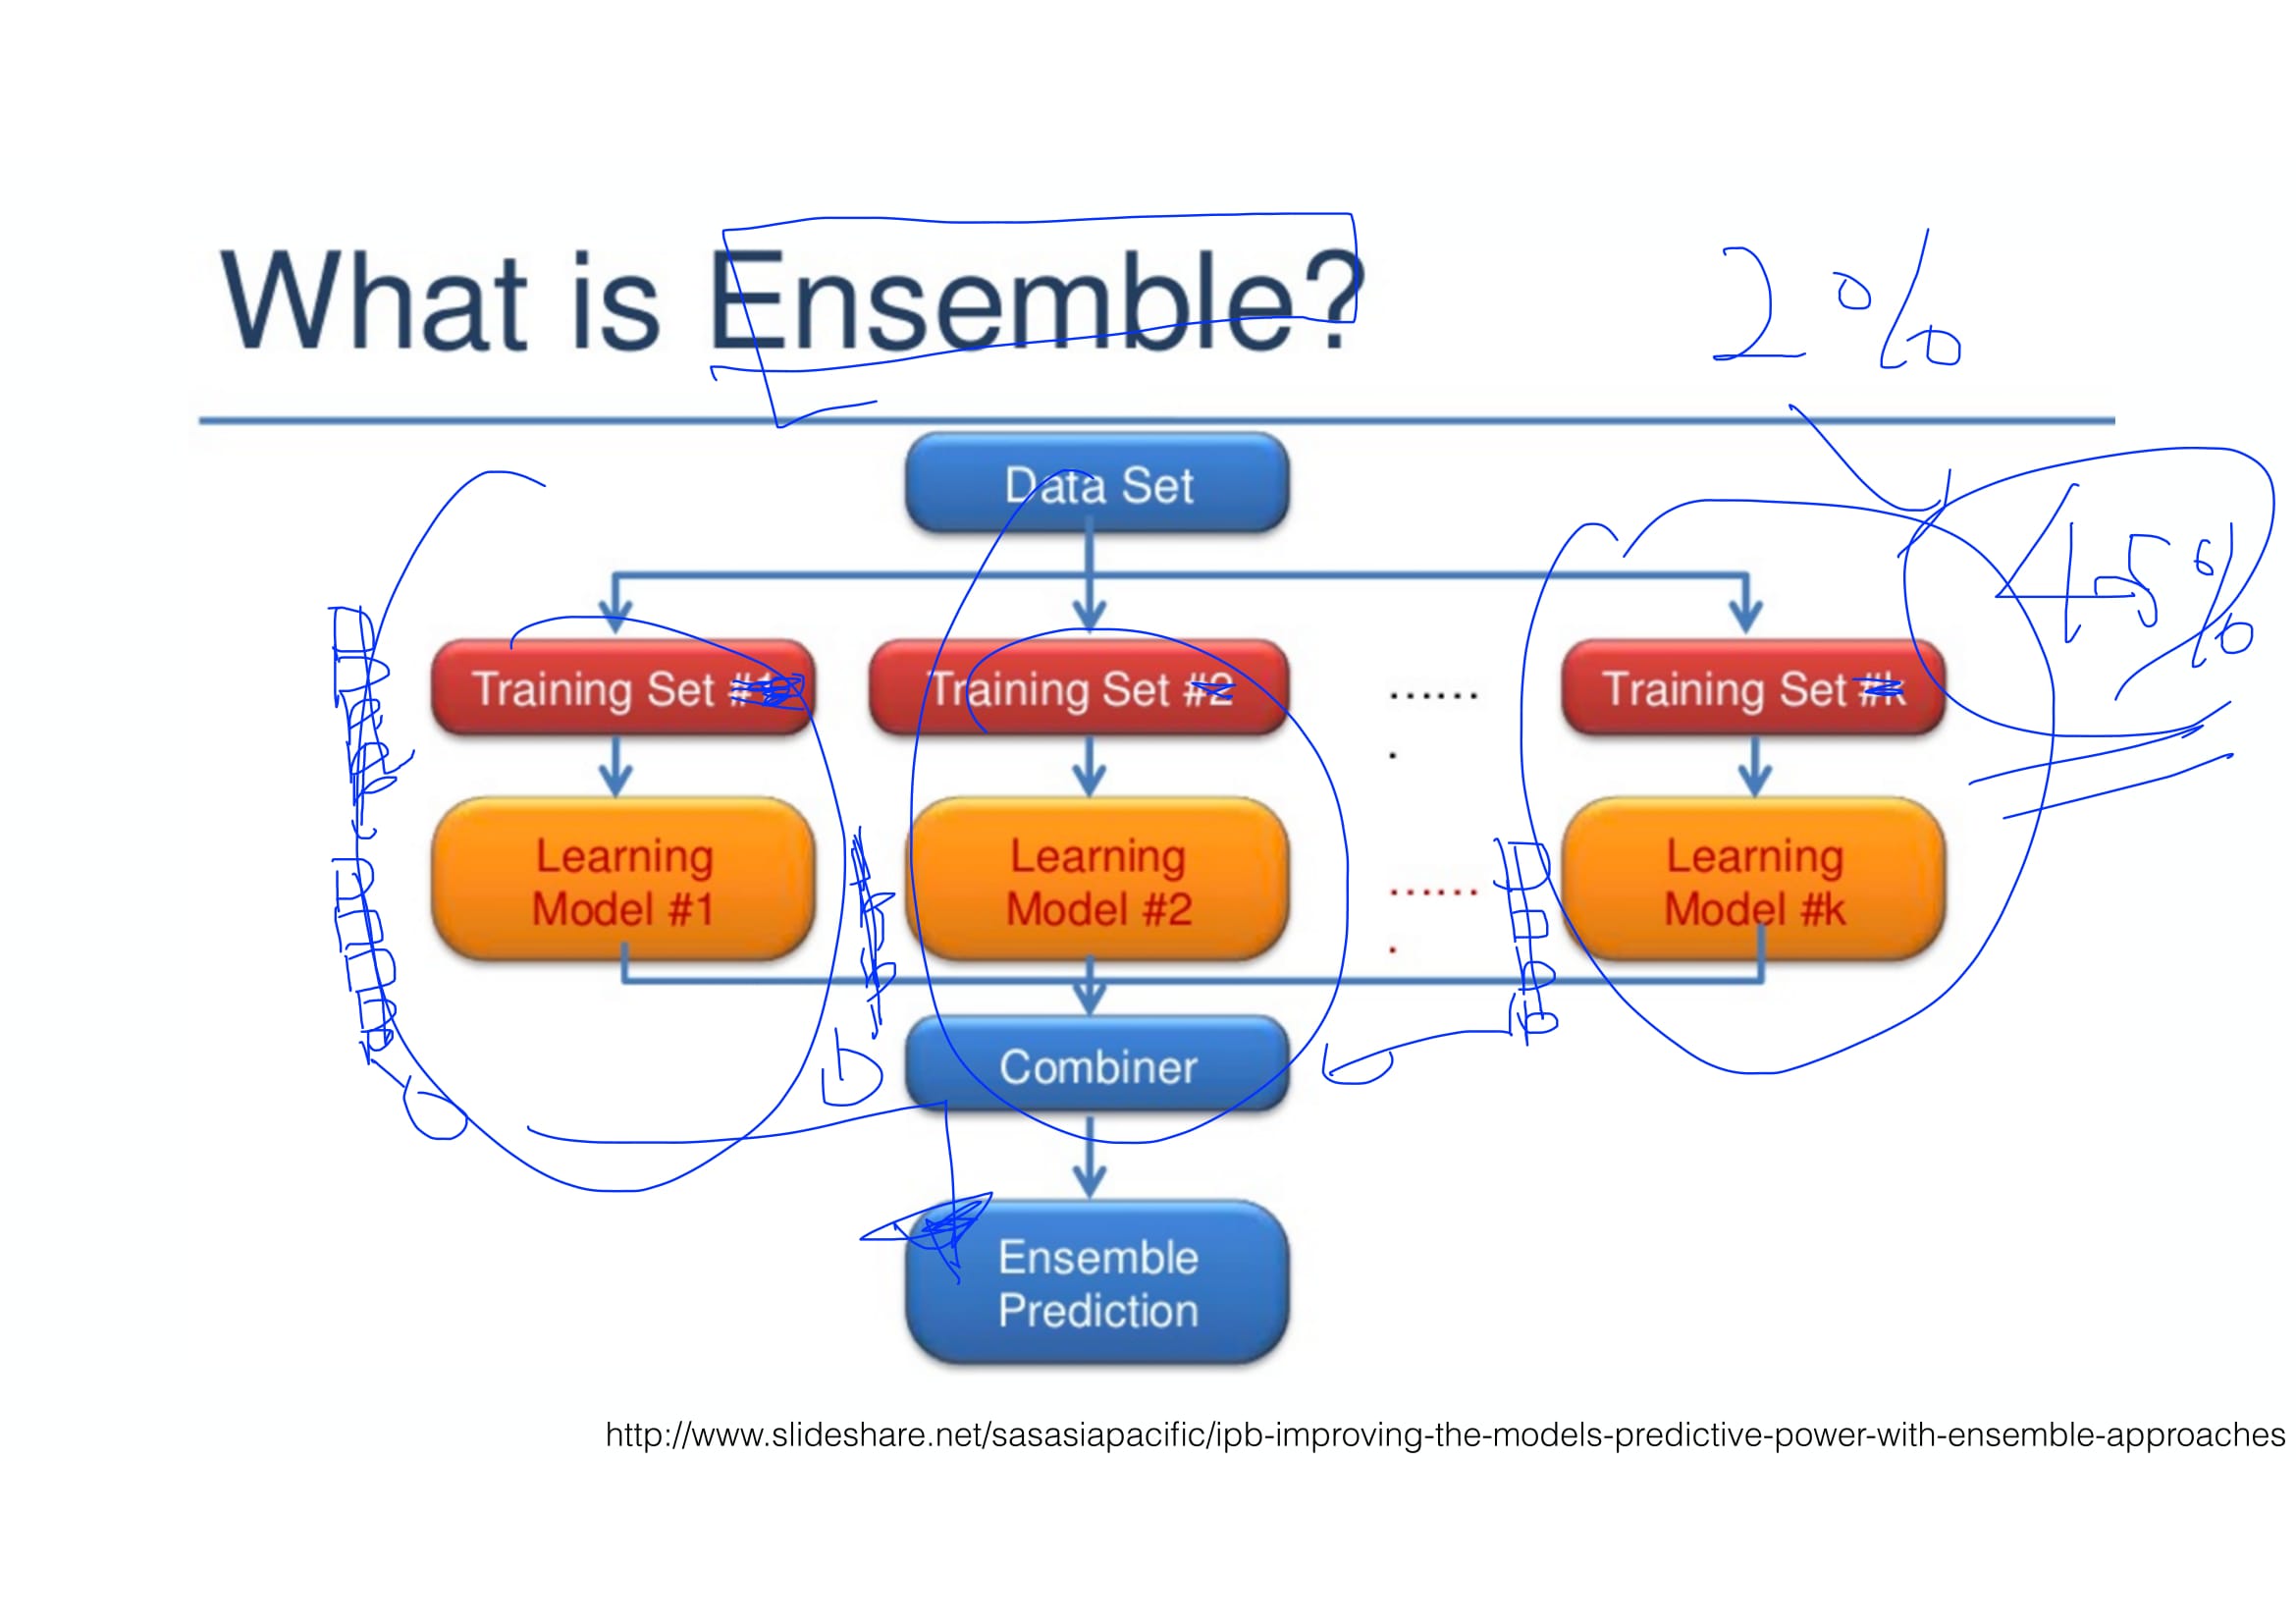 What is Ensemble?
2%
Data Set
4-5%
Training Set #1
Training Set #2
......
.
Training Set #k
Learning
Model #1
Learning
Model #2
......
.
Learning
Model #k
Combiner
Ensemble
Prediction
http://www.slideshare.net/sasasiapacific/ipb-improving-the-models-predictive-power-with-ensemble-approaches